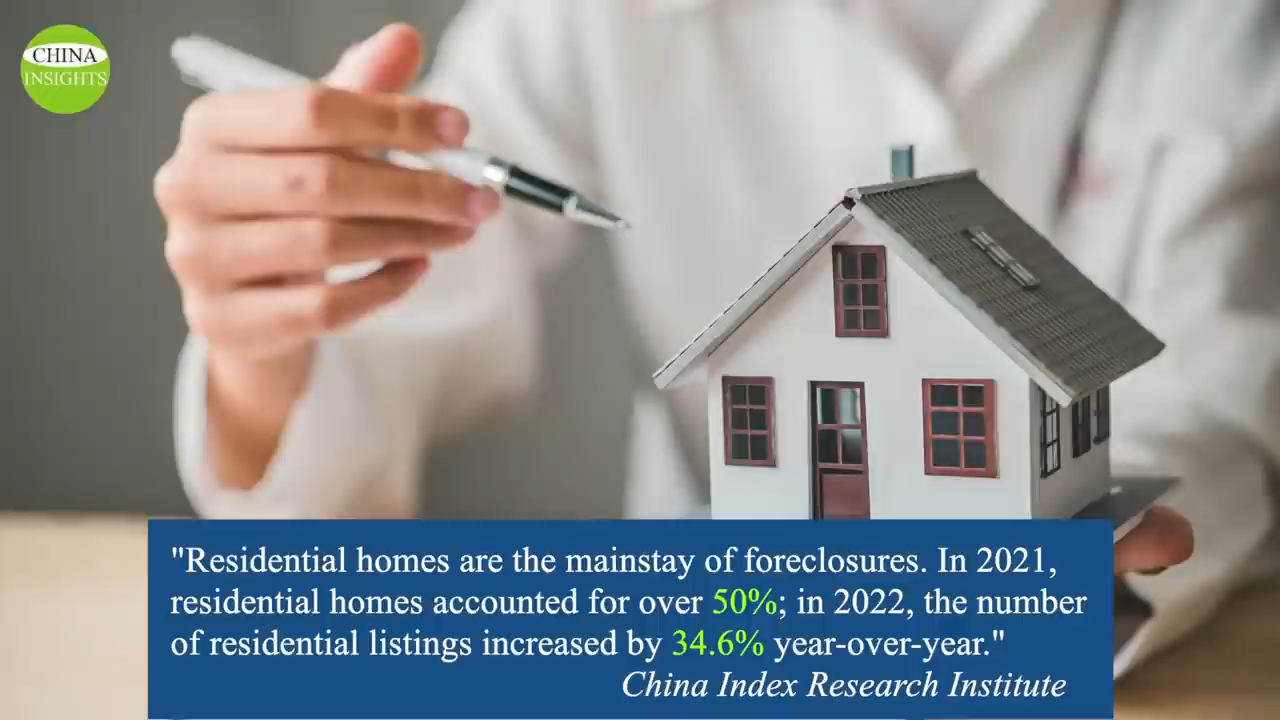 CHINA
INSIGHTS
"Residential homes are the mainstay of foreclosures. In 2021,
residential homes accounted for over 50%; in 2022, the number
of residential listings increased by 34.6% year-over-year."
China Index Research Institute